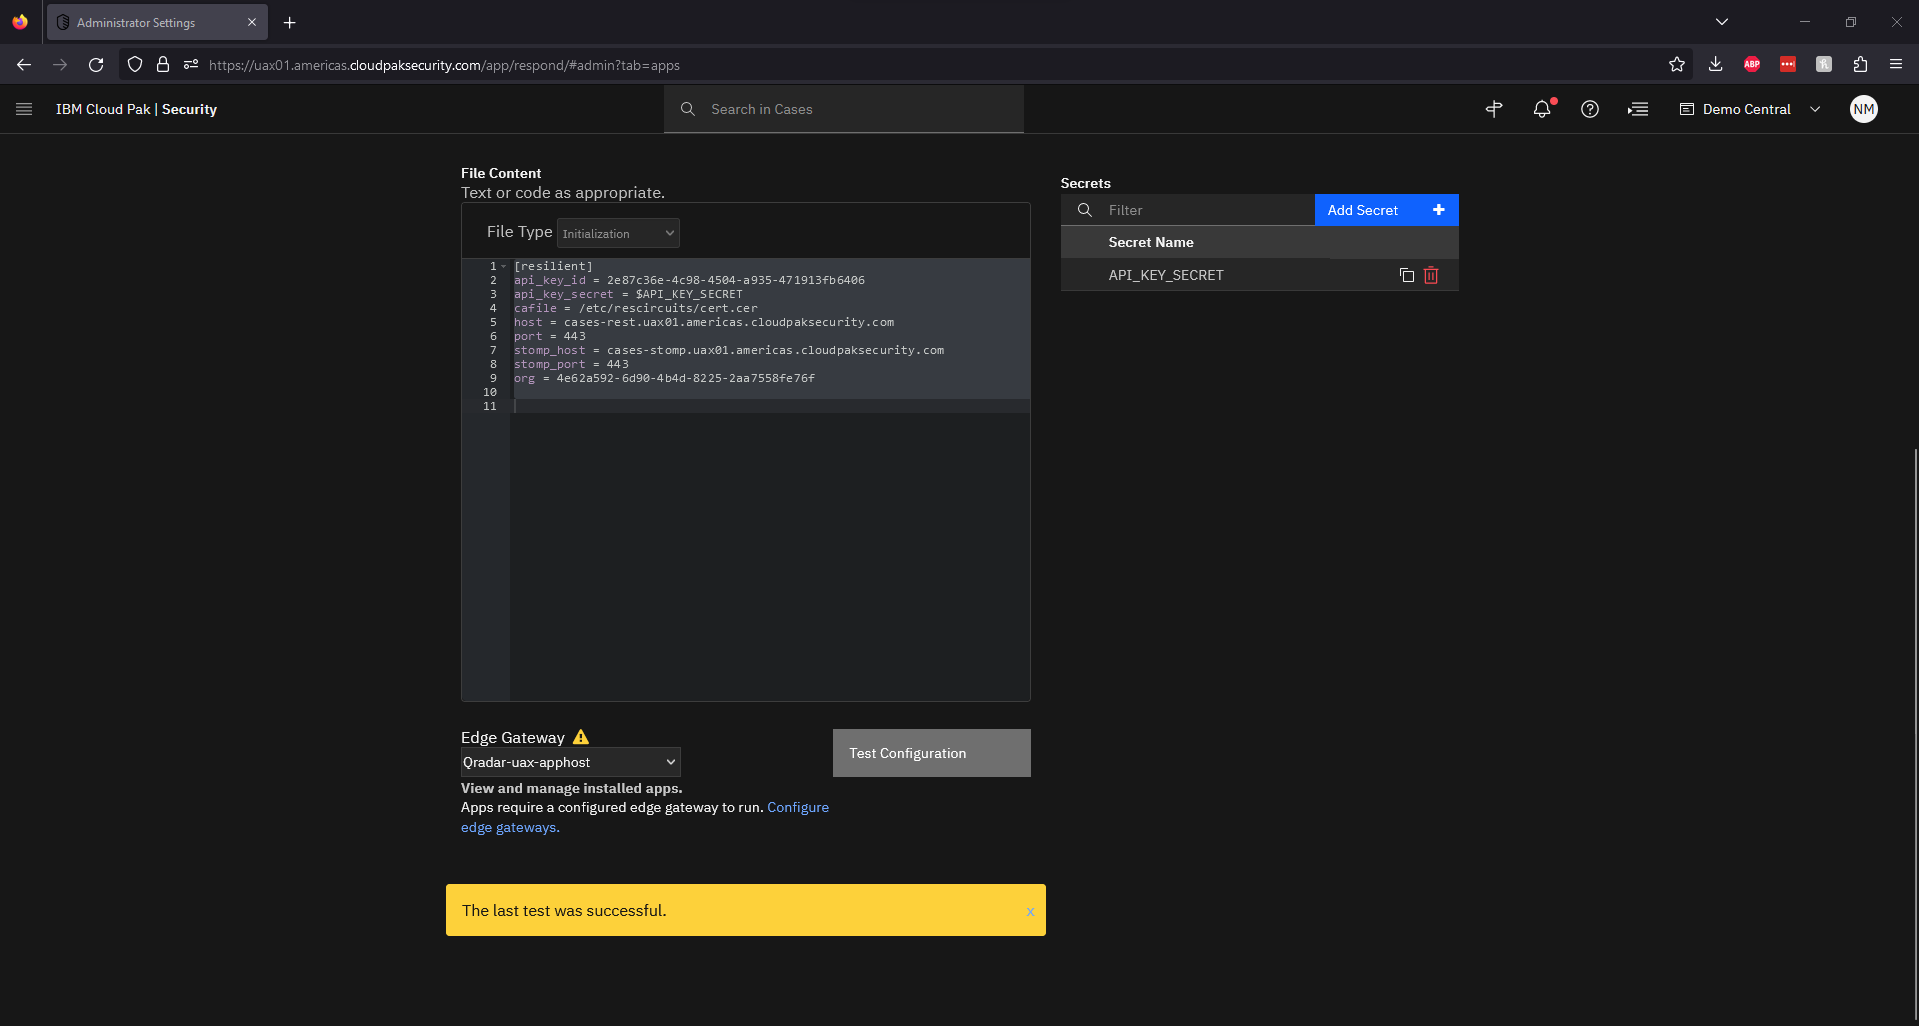 Administrator Settings
https://uax01.americas.cloudpaksecurity.com/app/respond/#admin?tab=apps
ABP
IBM Cloud Pak | Security
Search in Cases
Demo Central
NM
File Content
Text or code as appropriate.
File Type
Initialization
1 [resilient]
2 api_key_id = 2e87c36e-4c98-4504-a935-471913fb6406
3 api_key_secret = $API_KEY_SECRET
4 cafile = /etc/rescircuits/cert.cer
5 host = cases-rest.uax01.americas.cloudpaksecurity.com
6 port = 443
7 stomp_host = cases-stomp.uax01.americas.cloudpaksecurity.com
8 stomp_port = 443
9 org = 4e62a592-6d90-4b4d-8225-2aa7558fe76f
10
11
Secrets
Filter
Add Secret
Secret Name
API_KEY_SECRET
Edge Gateway
Qradar-uax-apphost
Test Configuration
View and manage installed apps.
Apps require a configured edge gateway to run. Configure
edge gateways.
The last test was successful.
x